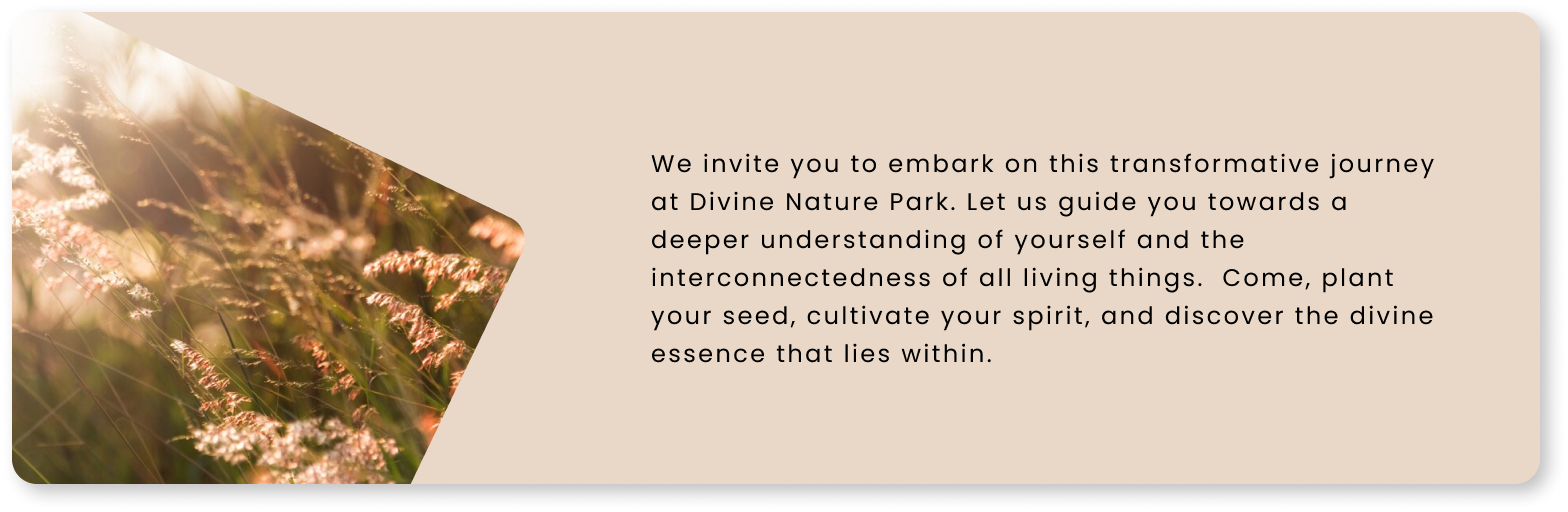 We invite you to embark on this transformative journey
at Divine Nature Park. Let us guide you towards a
deeper understanding of yourself and the
interconnectedness of all living things.  Come, plant
your seed, cultivate your spirit, and discover the divine
essence that lies within.